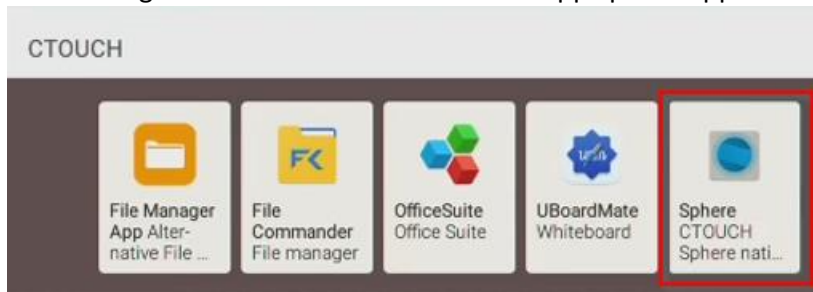 CTOUCH
File Manager
App Alter-
native File ...
File
Commander
File manager
OfficeSuite
Office Suite
UBoardMate
Whiteboard
Sphere
CTOUCH
Sphere nati...